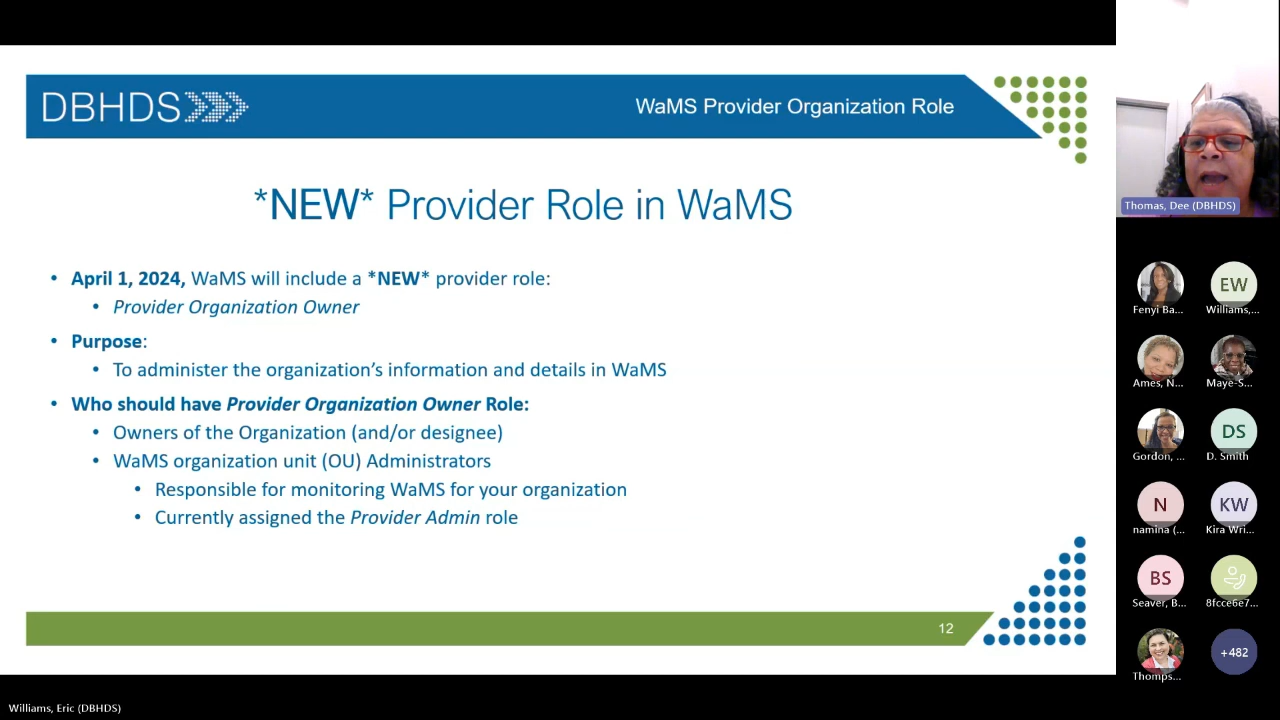 DBHDS
WaMS Provider Organization Role
*NEW* Provider Role in WaMS
• April 1, 2024, WaMS will include a *NEW* provider role:
• Provider Organization Owner
• Purpose:
• To administer the organization's information and details in WaMS
• Who should have Provider Organization Owner Role:
• Owners of the Organization (and/or designee)
• WaMS organization unit (OU) Administrators
• Responsible for monitoring WaMS for your organization
• Currently assigned the Provider Admin role
12
Thomas, Dee (DBHDS)
Fenyi Ba...
EW
Williams,...
Ames, N...
Maye-S...
Gordon, ...
DS
D. Smith
N
namina (...
KW
Kira Wri...
BS
Seaver, B...
8fcce6e7...
Thomps...
+482
Williams, Eric (DBHDS)